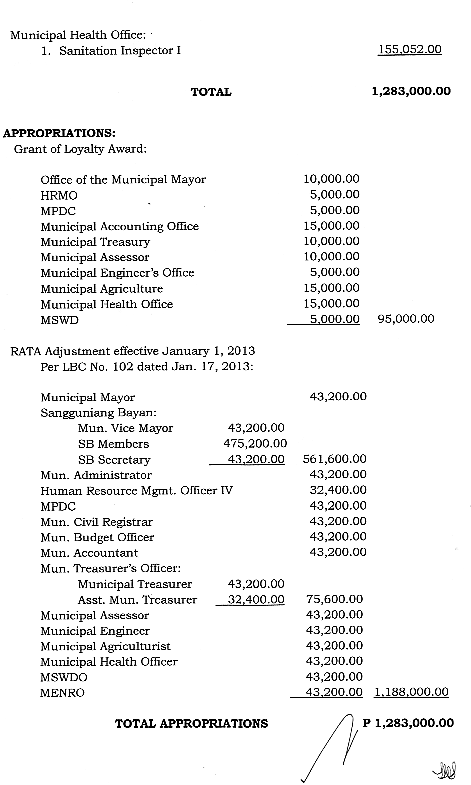 Municipal Health Office:
1. Sanitation Inspector I 155,052.00
TOTAL 1,283,000.00
APPROPRIATIONS:
Grant of Loyalty Award:
Office of the Municipal Mayor 10,000.00
HRMO 5,000.00
MPDC 5,000.00
Municipal Accounting Office 15,000.00
Municipal Treasury 10,000.00
Municipal Assessor 10,000.00
Municipal Engineer's Office 5,000.00
Municipal Agriculture 15,000.00
Municipal Health Office 15,000.00
MSWD 5,000.00 95,000.00
RATA Adjustment effective January 1, 2013
Per LBC No. 102 dated Jan. 17, 2013:
Municipal Mayor 43,200.00
Sangguniang Bayan:
Mun. Vice Mayor 43,200.00
SB Members 475,200.00
SB Secretary 43,200.00 561,600.00
Mun. Administrator 43,200.00
Human Resource Mgmt. Officer IV 32,400.00
MPDC 43,200.00
Mun. Civil Registrar 43,200.00
Mun. Budget Officer 43,200.00
Mun. Accountant 43,200.00
Mun. Treasurer's Officer:
Municipal Treasurer 43,200.00
Asst. Mun. Treasurer 32,400.00 75,600.00
Municipal Assessor 43,200.00
Municipal Engineer 43,200.00
Municipal Agriculturist 43,200.00
Municipal Health Officer 43,200.00
MSWDO 43,200.00
MENRO 43,200.00 1,188,000.00
TOTAL APPROPRIATIONS P 1,283,000.00